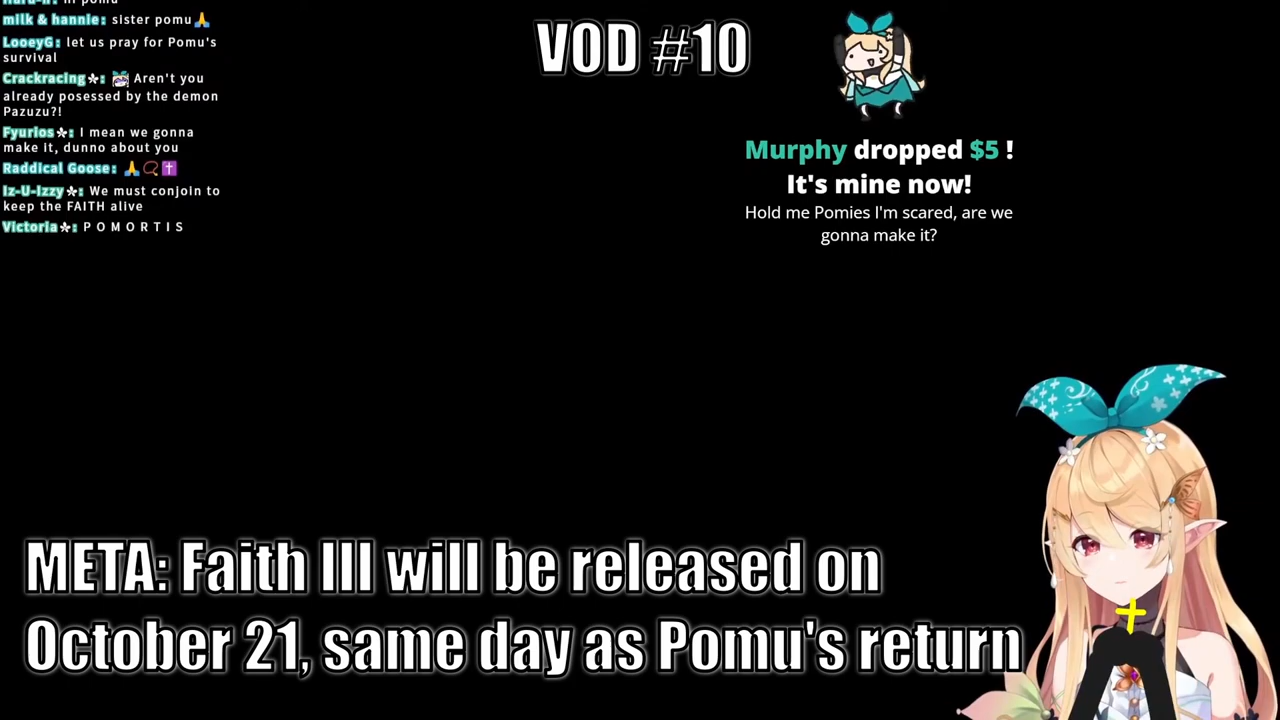 Haru-n: hi pomu
milk & hannie: sister pomu🙏
LooeyG: let us pray for Pomu's
survival
Crackracing: Aren't you
already posessed by the demon
Pazuzu?!
Fyurios: I mean we gonna
make it, dunno about you
Raddical Goose: 🙏📿✝️
Iz-U-Izzy: We must conjoin to
keep the FAITH alive
Victoria: P O M O R T I S
VOD #10
Murphy dropped $5 !
It's mine now!
Hold me Pomies I'm scared, are we
gonna make it?
META: Faith III will be released on
October 21, same day as Pomu's return